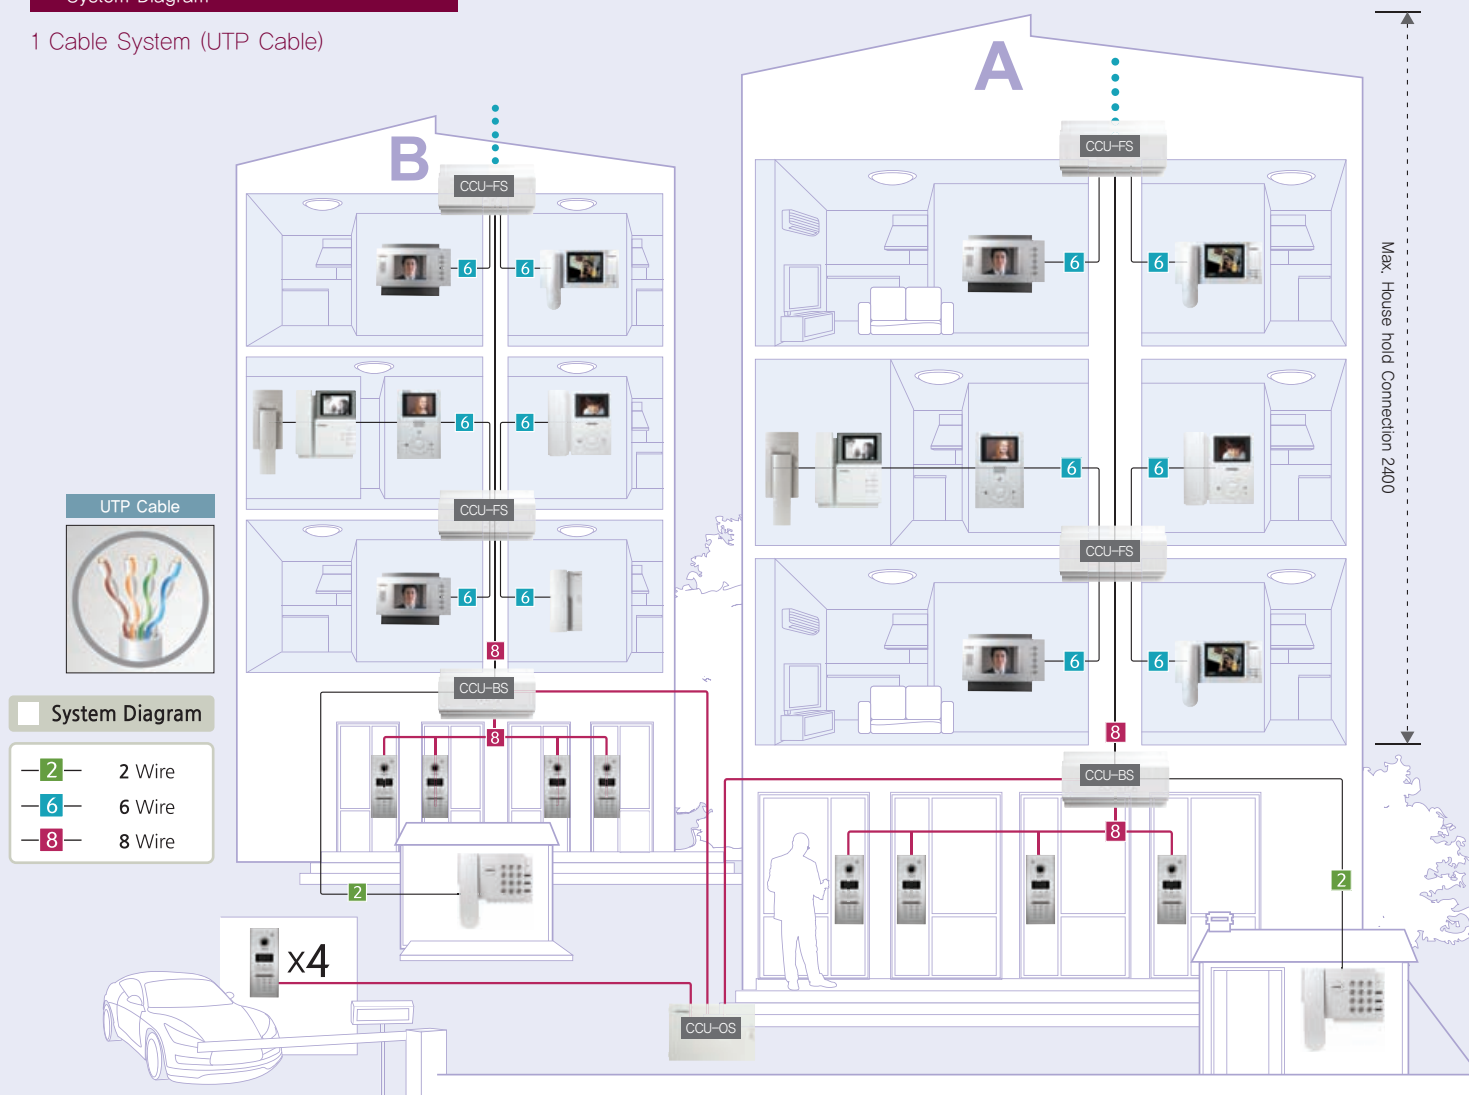 System Diagram
1 Cable System (UTP Cable)
A
B
CCU-FS
CCU-FS
6
6
6
6
Max. House hold Connection 2400
6
6
6
6
UTP Cable
CCU-FS
CCU-FS
6
6
8
6
6
CCU-BS
System Diagram
8
8
2 2 Wire
6 6 Wire
8 8 Wire
CCU-BS
8
2
2
x4
CCU-OS